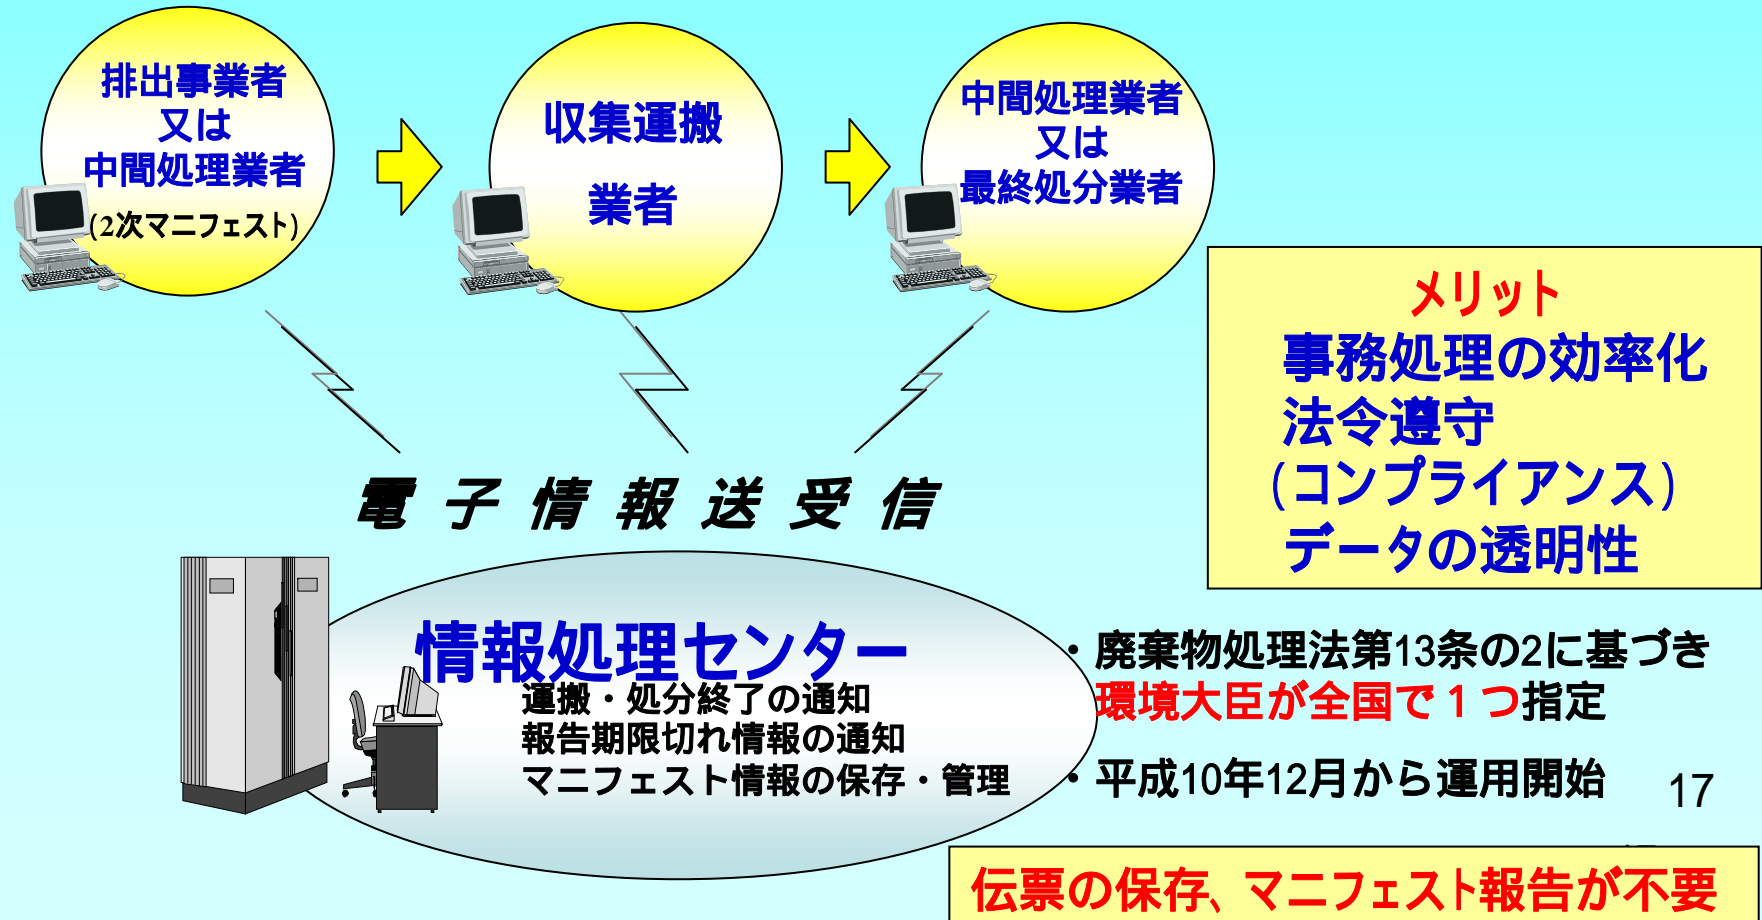 排出事業者
又は
中間処理業者
(2次マニフェスト)
収集運搬
業者
中間処理業者
又は
最終処分業者
メリット
事務処理の効率化
法令遵守
(コンプライアンス)
データの透明性
電子情報送受信
情報処理センター
運搬・処分終了の通知
報告期限切れ情報の通知
マニフェスト情報の保存・管理
・廃棄物処理法第13条の2に基づき
環境大臣が全国で1つ指定
・平成10年12月から運用開始
17
伝票の保存、マニフェスト報告が不要